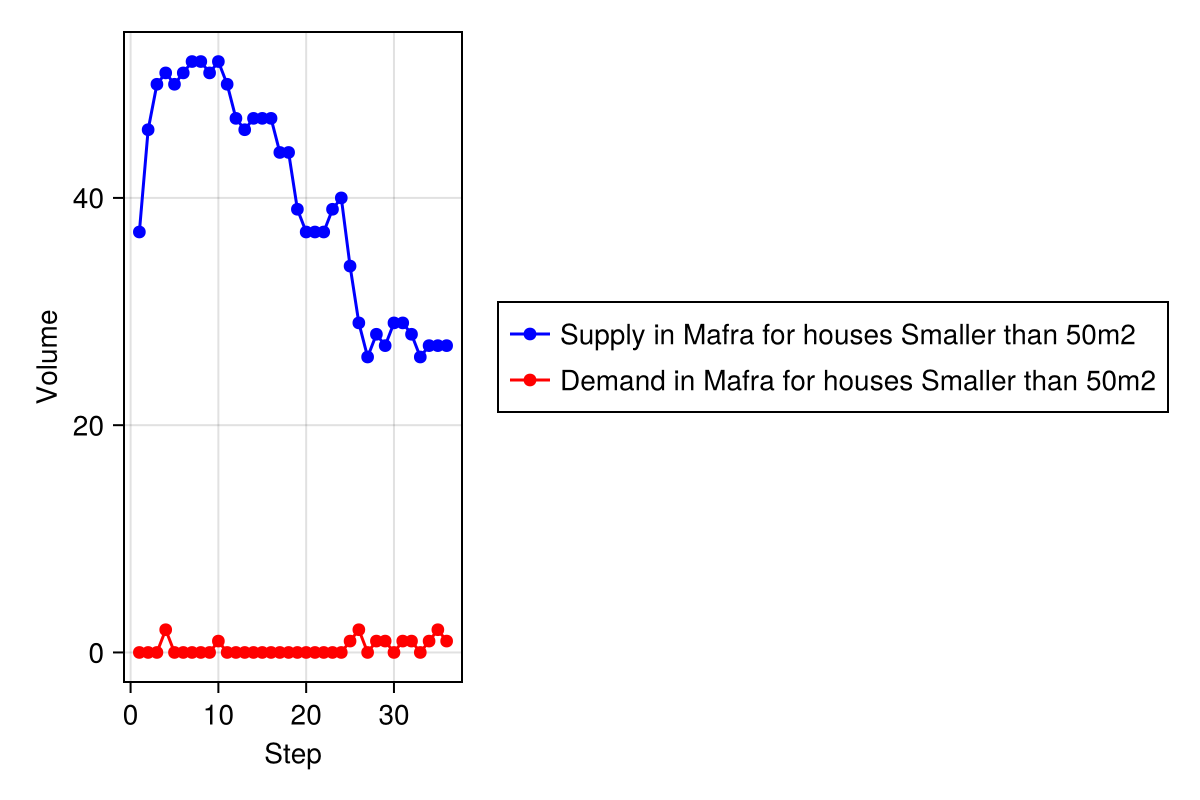 Volume
40
20
0
0 10 20 30
Step
Supply in Mafra for houses Smaller than 50m2
Demand in Mafra for houses Smaller than 50m2